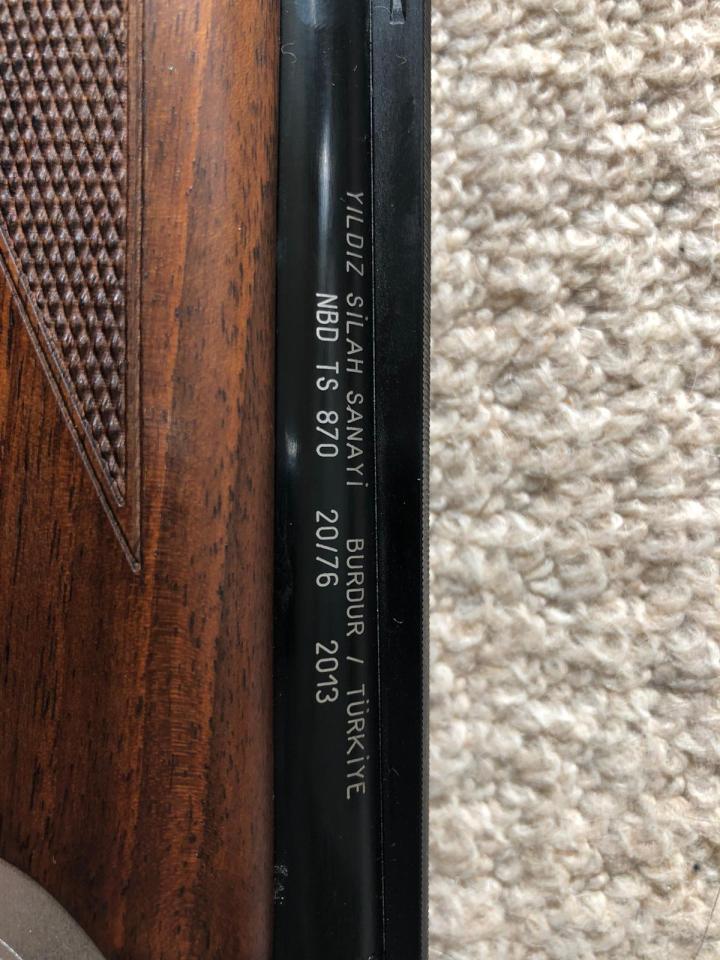 YILDIZ SİLAH SANAYİ BURDUR / TÜRKİYE
NBD TS 870 20/76 2013